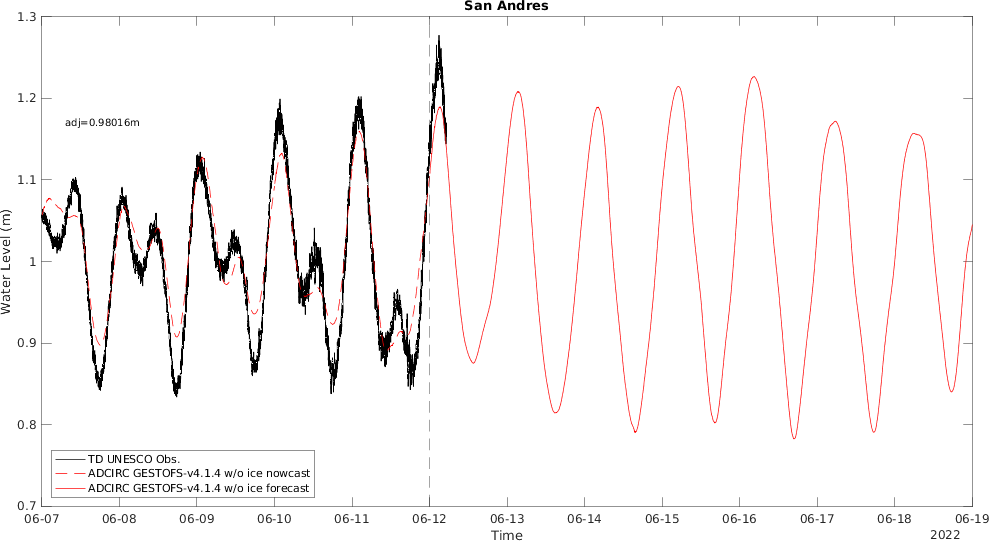 San Andres
1.3
1.2
1.1
1
0.9
0.8
0.7
Water Level (m)
adj=0.98016m
TD UNESCO Obs.
ADCIRC GESTOFS-v4.1.4 w/o ice nowcast
ADCIRC GESTOFS-v4.1.4 w/o ice forecast
06-07 06-08 06-09 06-10 06-11 06-12 06-13 06-14 06-15 06-16 06-17 06-18 06-19
Time
2022